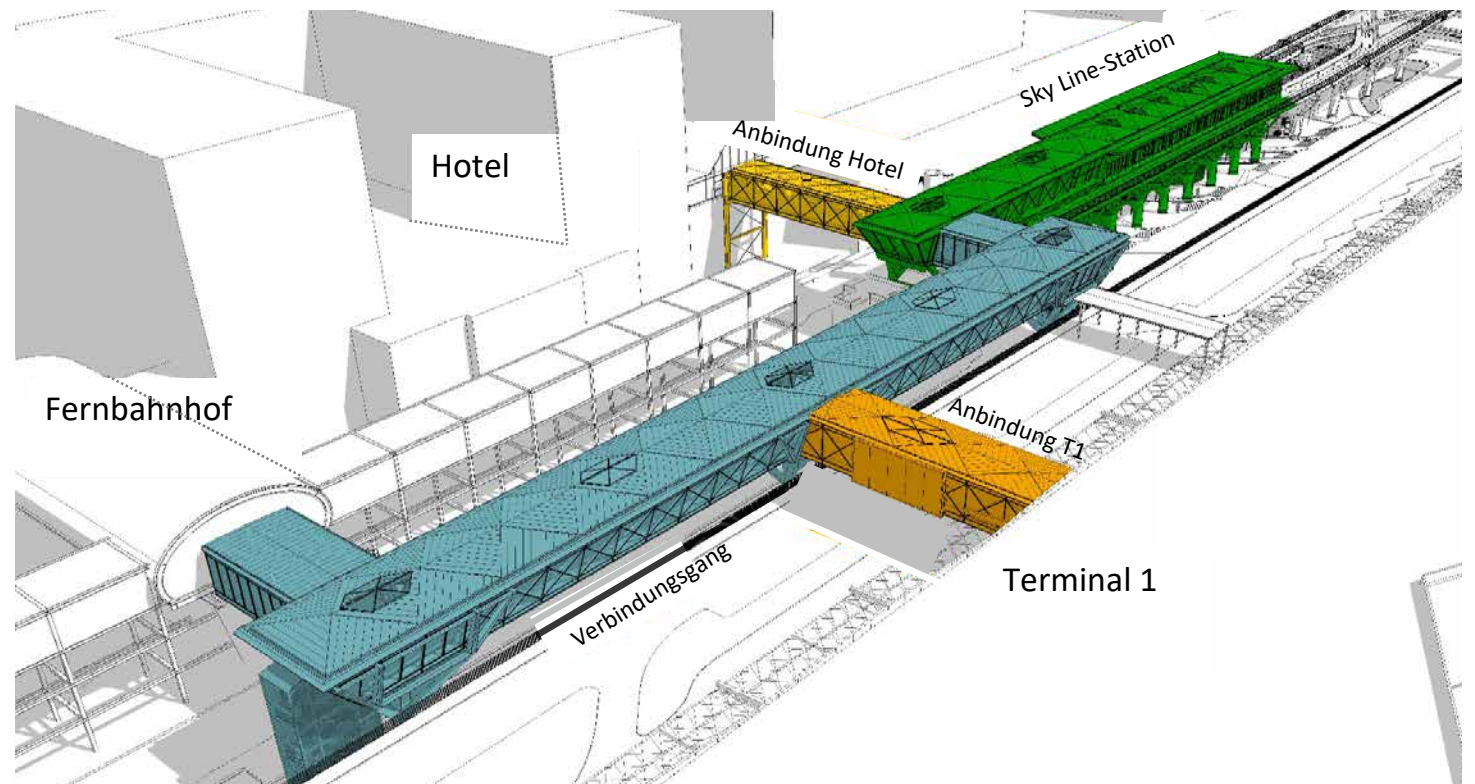 Sky Line-Station
Anbindung Hotel
Hotel
Fernbahnhof
Anbindung T1
Verbindungsgang
Terminal 1